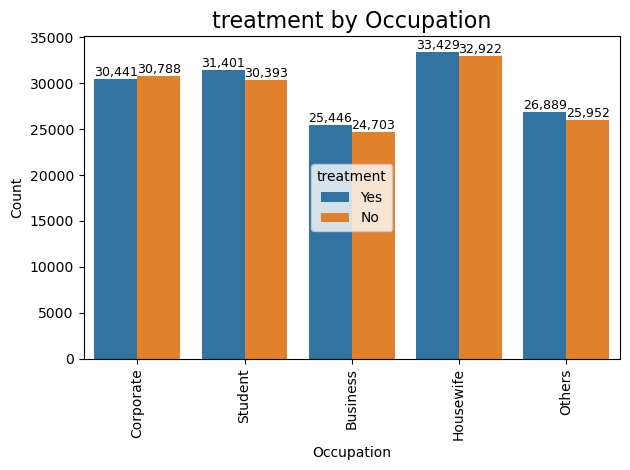 treatment by Occupation
35000
30000
25000
20000
15000
10000
5000
0
Count
30,441
30,788
31,401
30,393
25,446
24,703
33,429
32,922
26,889
25,952
treatment
Yes
No
Corporate
Student
Business
Housewife
Others
Occupation